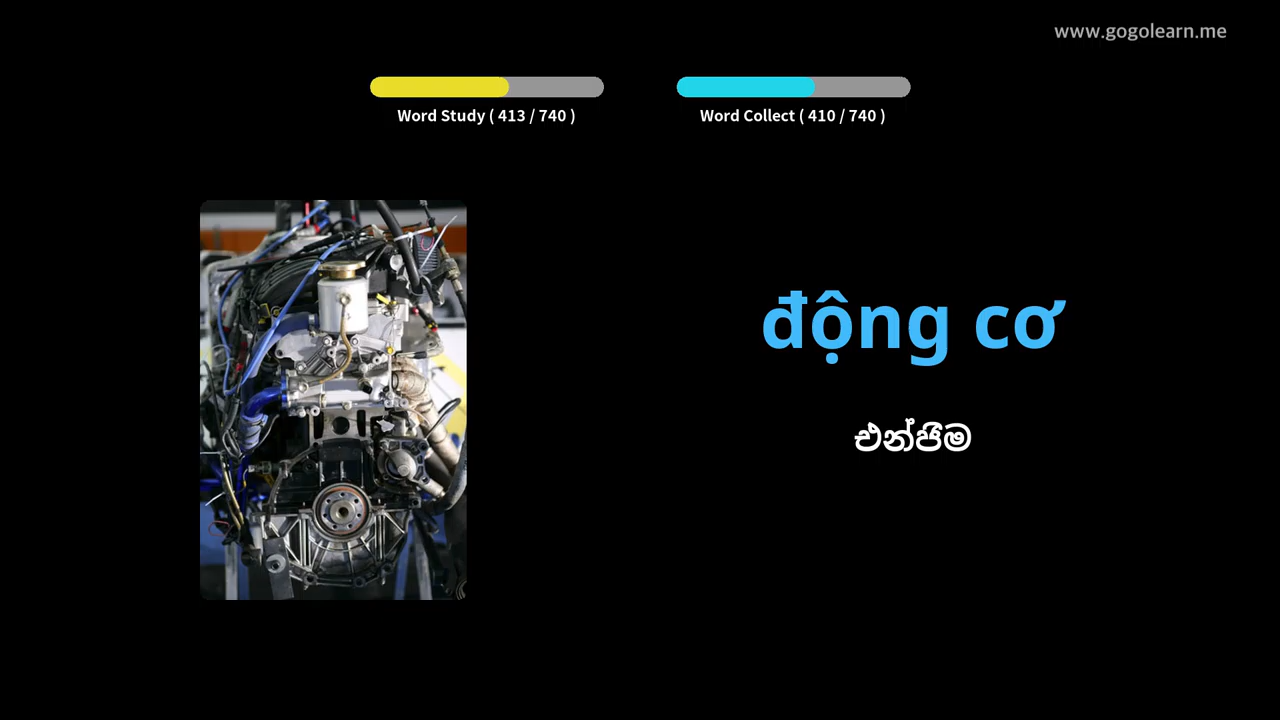 www.gogolearn.me
Word Study ( 413 / 740 )
Word Collect ( 410 / 740 )
động cơ
එන්ජිම